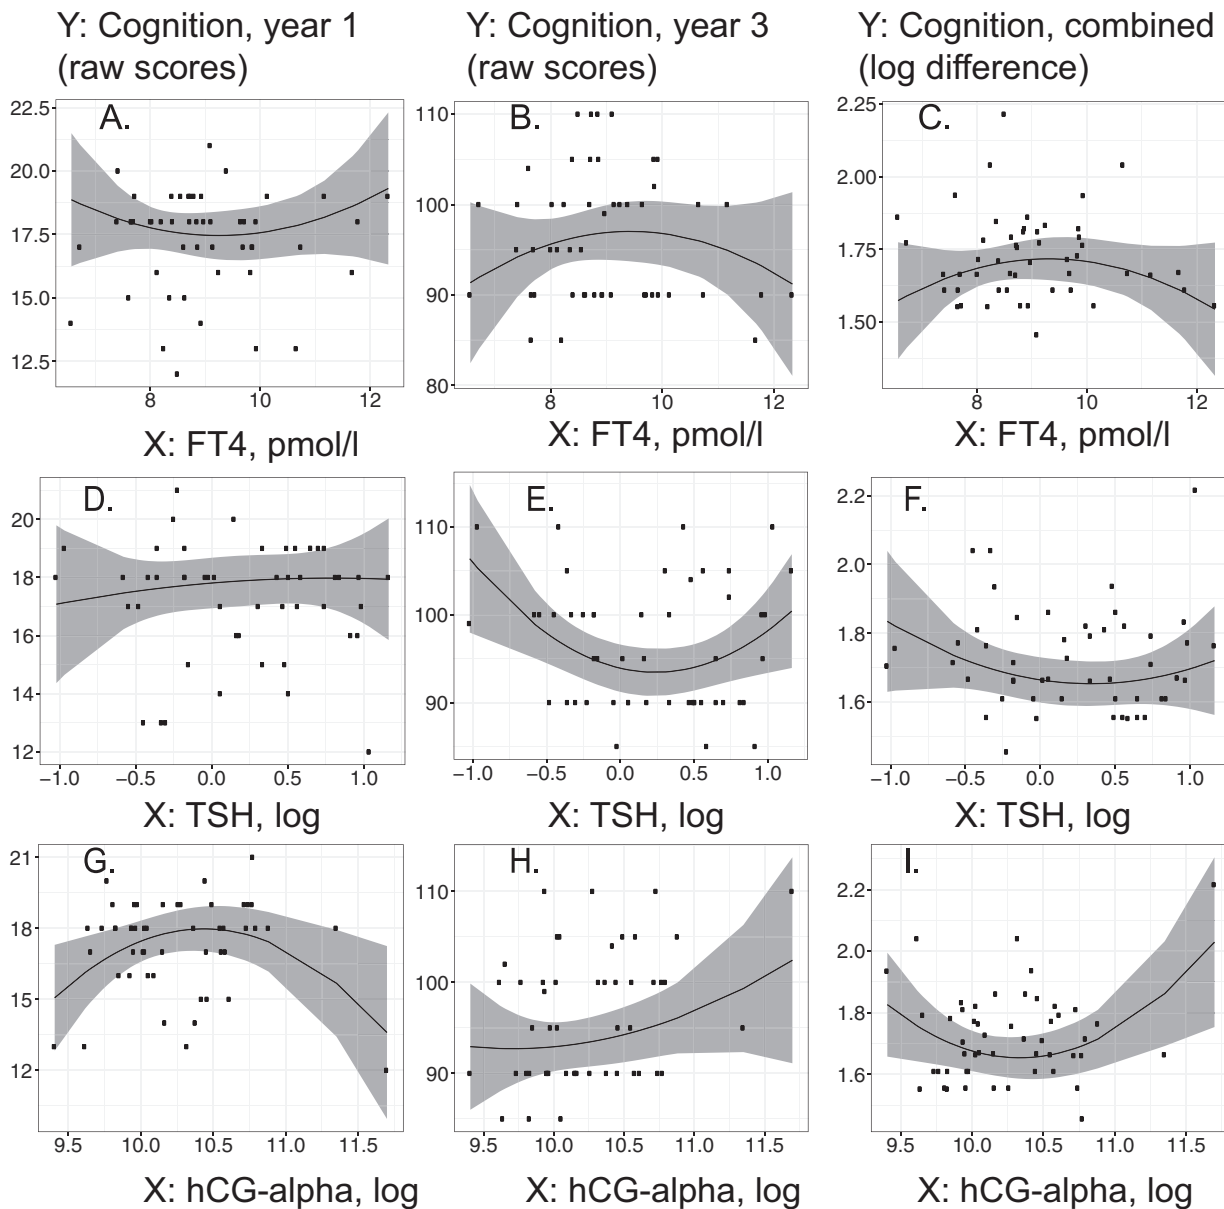 Y: Cognition, year 1
(raw scores)
Y: Cognition, year 3
(raw scores)
Y: Cognition, combined
(log difference)
A.
22.5
20.0
17.5
15.0
12.5
8 10 12
X: FT4, pmol/l
B.
110
100
90
80
8 10 12
X: FT4, pmol/l
C.
2.25
2.00
1.75
1.50
8 10 12
X: FT4, pmol/l
D.
20
18
16
14
12
−1.0 −0.5 0.0 0.5 1.0
X: TSH, log
E.
110
100
90
−1.0 −0.5 0.0 0.5 1.0
X: TSH, log
F.
2.2
2.0
1.8
1.6
−1.0 −0.5 0.0 0.5 1.0
X: TSH, log
G.
21
18
15
12
9.5 10.0 10.5 11.0 11.5
X: hCG-alpha, log
H.
110
100
90
9.5 10.0 10.5 11.0 11.5
X: hCG-alpha, log
I.
2.2
2.0
1.8
1.6
9.5 10.0 10.5 11.0 11.5
X: hCG-alpha, log